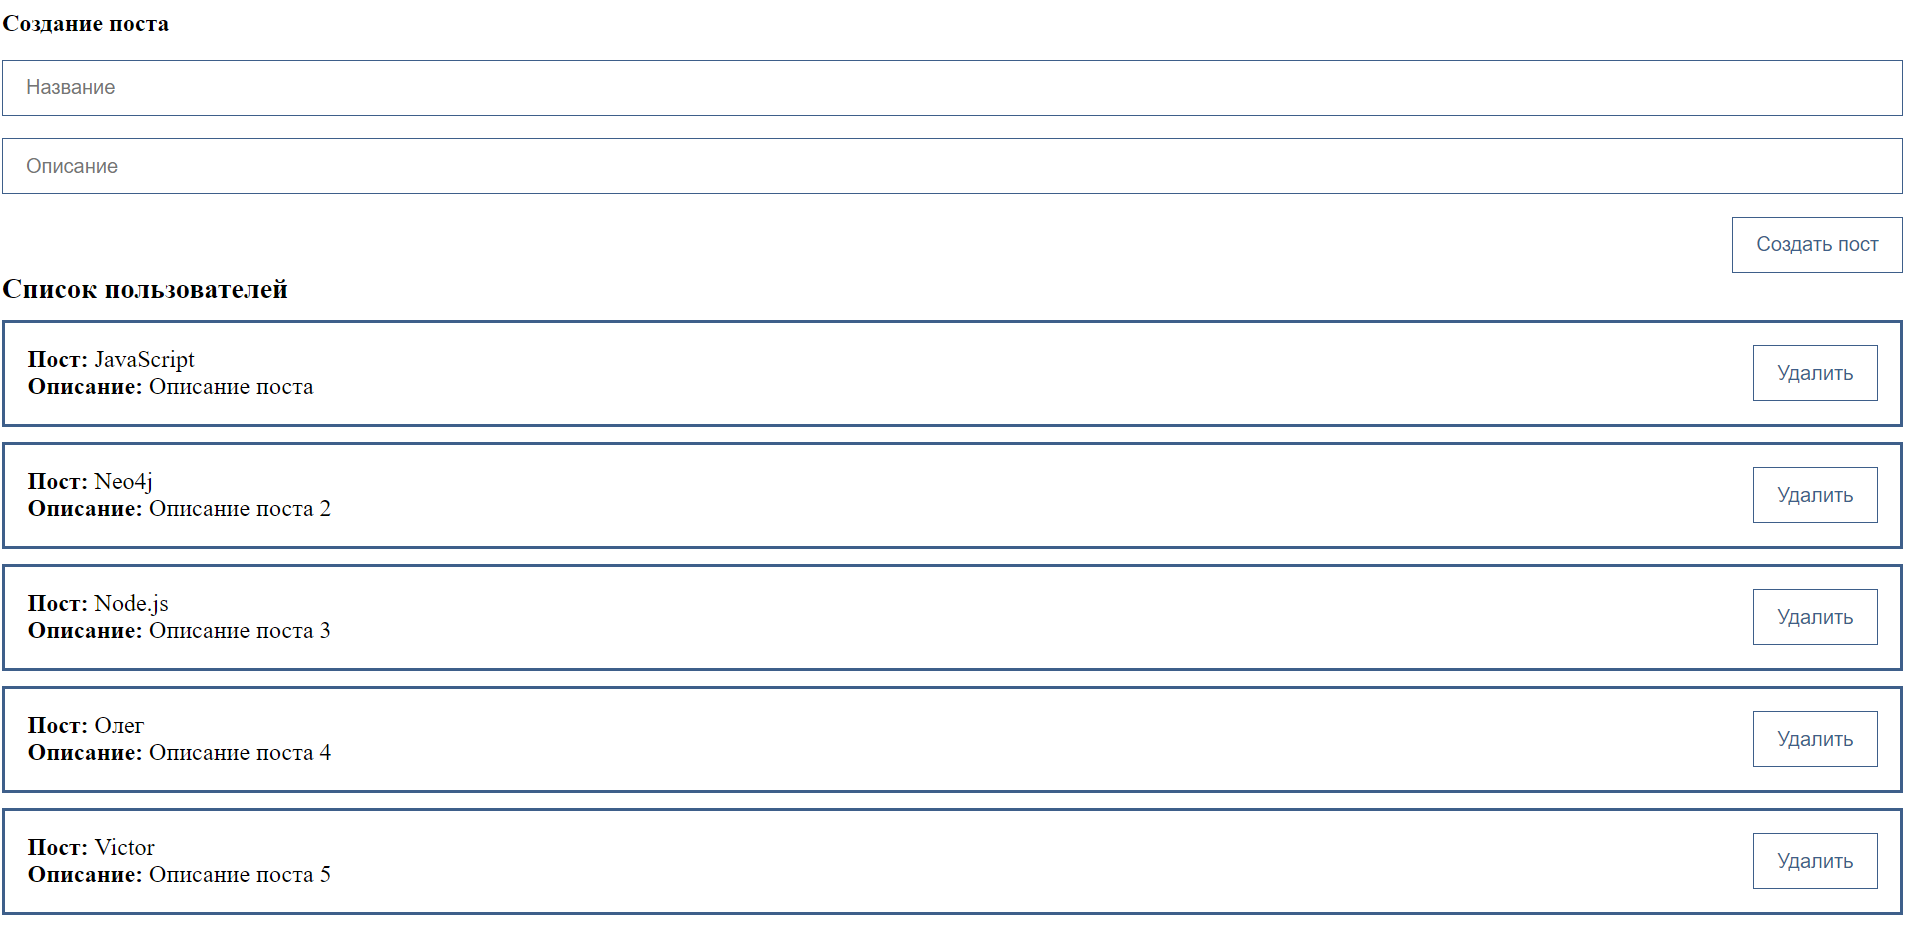 Создание поста
Название
Описание
Создать пост
Список пользователей
Пост: JavaScript
Описание: Описание поста
Удалить
Пост: Neo4j
Описание: Описание поста 2
Удалить
Пост: Node.js
Описание: Описание поста 3
Удалить
Пост: Олег
Описание: Описание поста 4
Удалить
Пост: Victor
Описание: Описание поста 5
Удалить